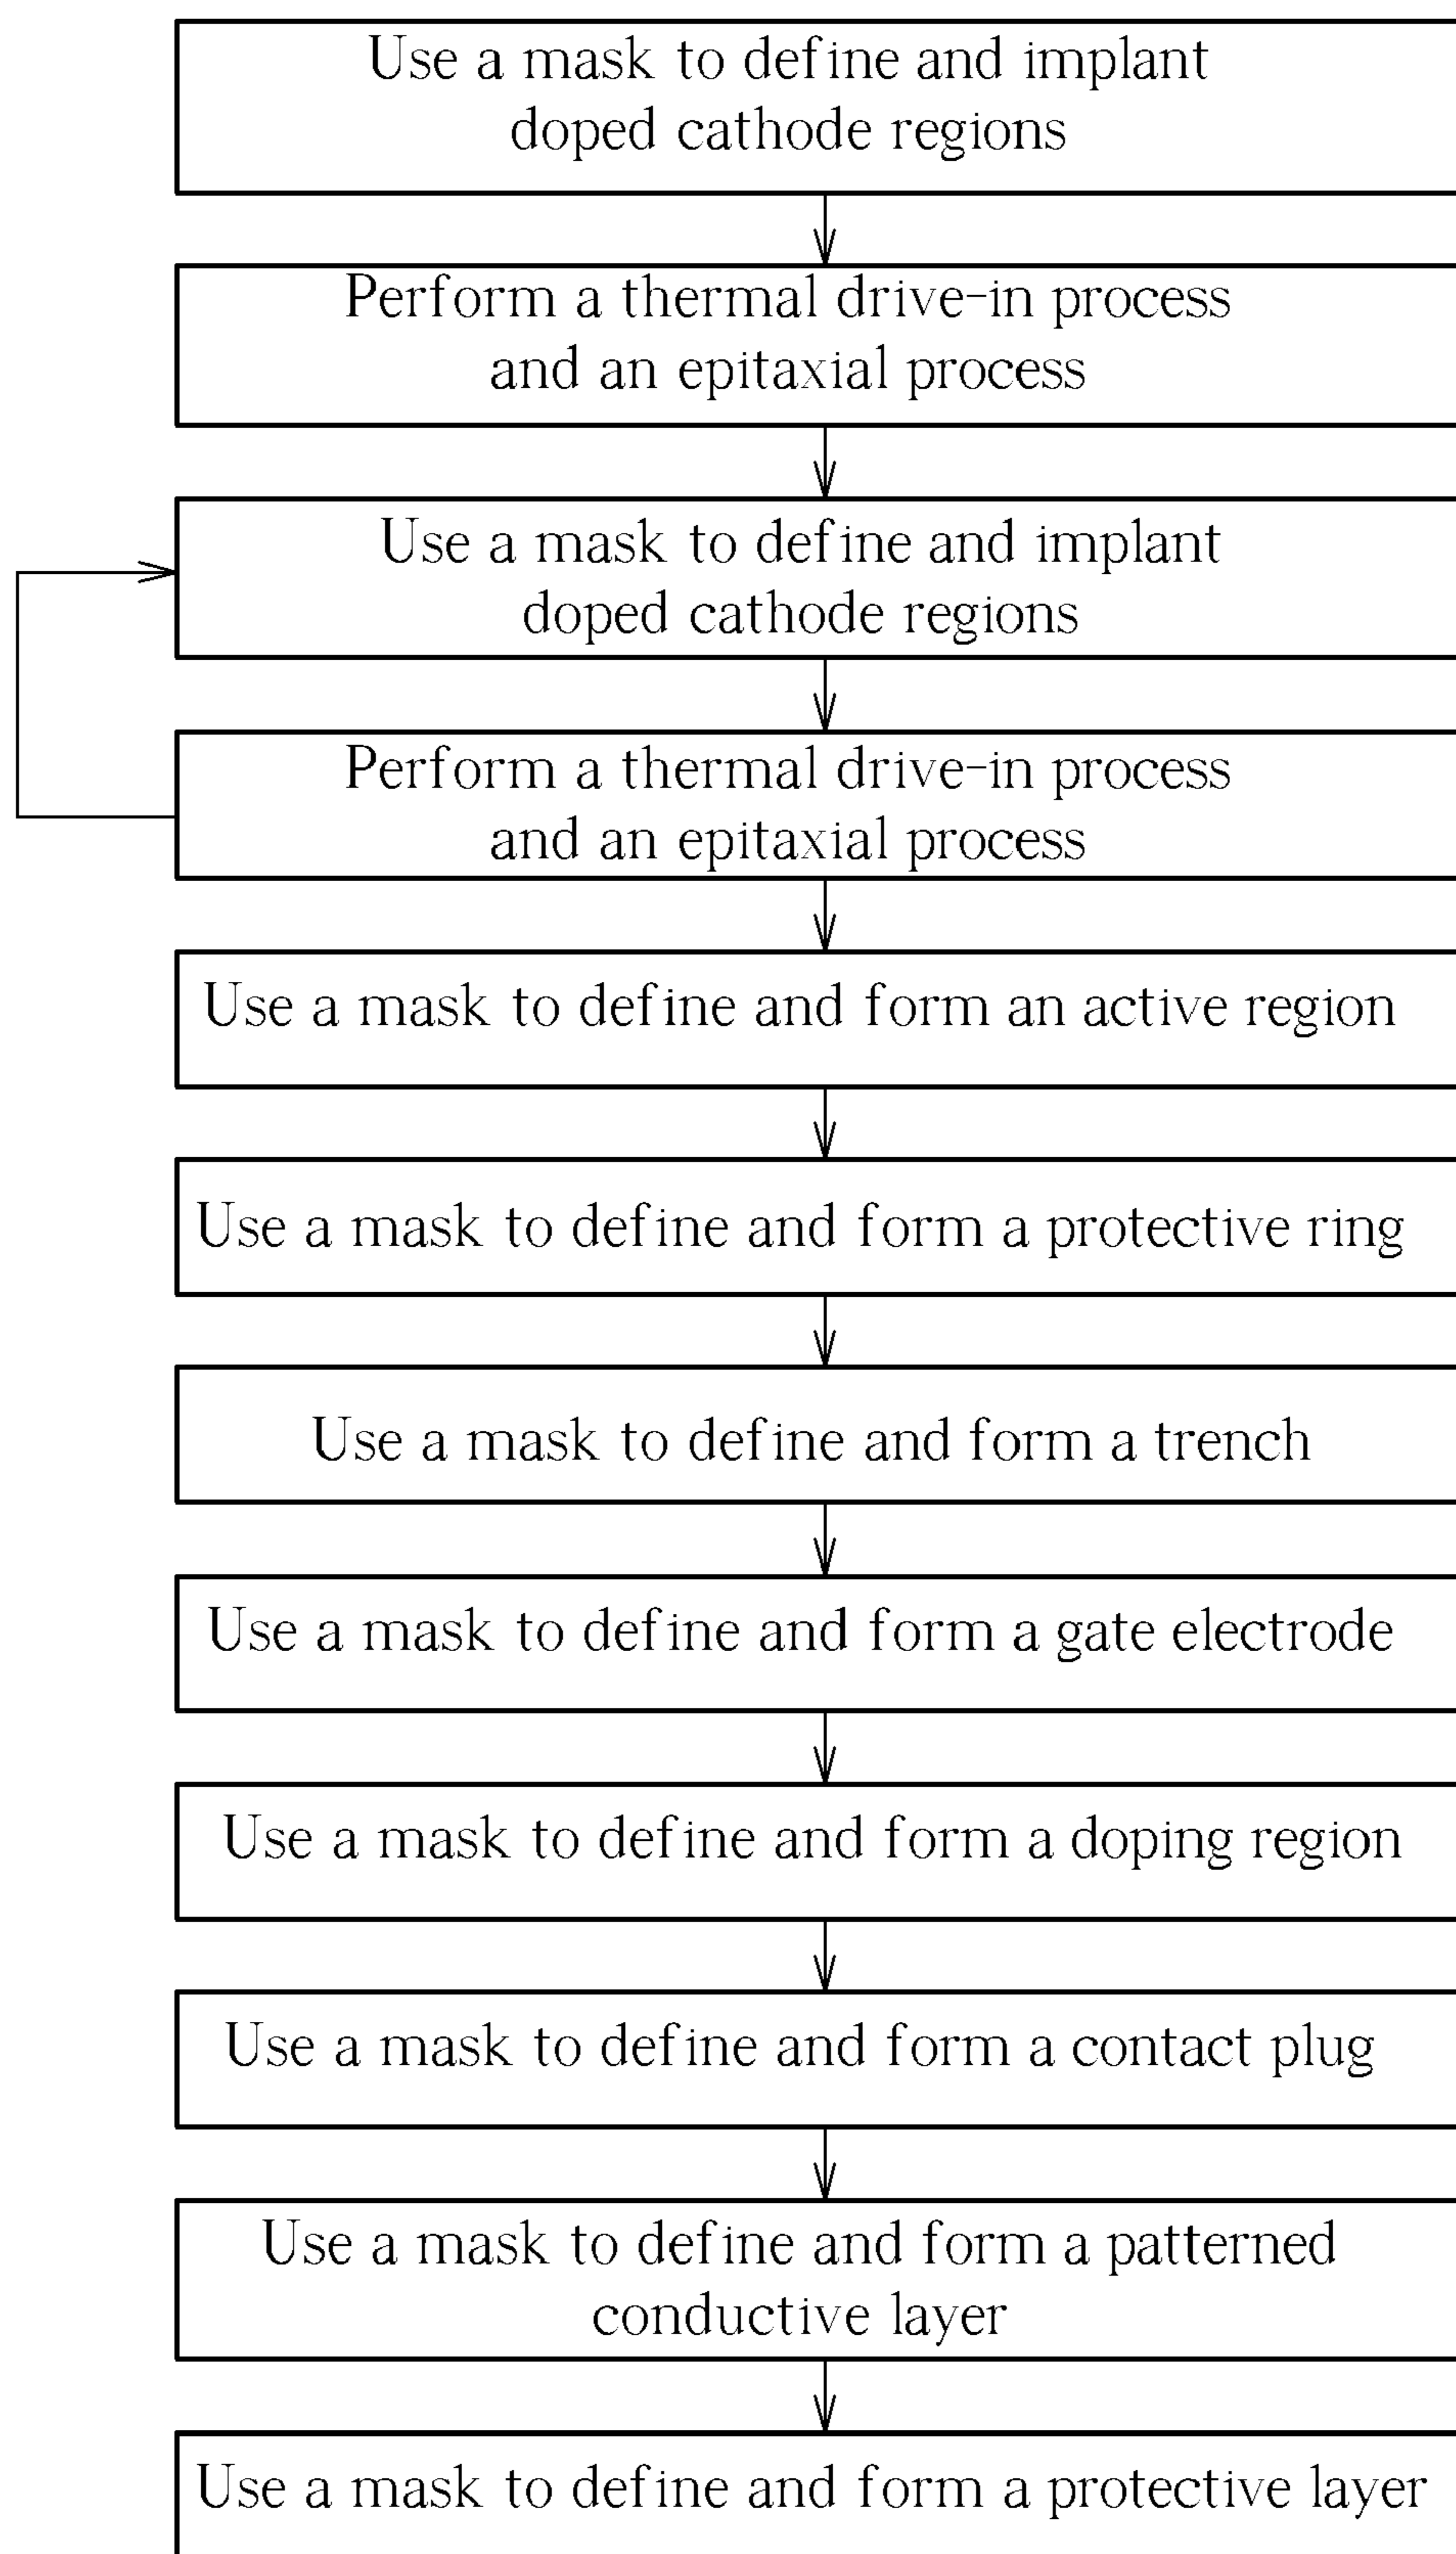 Use a mask to define and implant
doped cathode regions
Perform a thermal drive-in process
and an epitaxial process
Use a mask to define and implant
doped cathode regions
Perform a thermal drive-in process
and an epitaxial process
Use a mask to define and form an active region
Use a mask to define and form a protective ring
Use a mask to define and form a trench
Use a mask to define and form a gate electrode
Use a mask to define and form a doping region
Use a mask to define and form a contact plug
Use a mask to define and form a patterned
conductive layer
Use a mask to define and form a protective layer